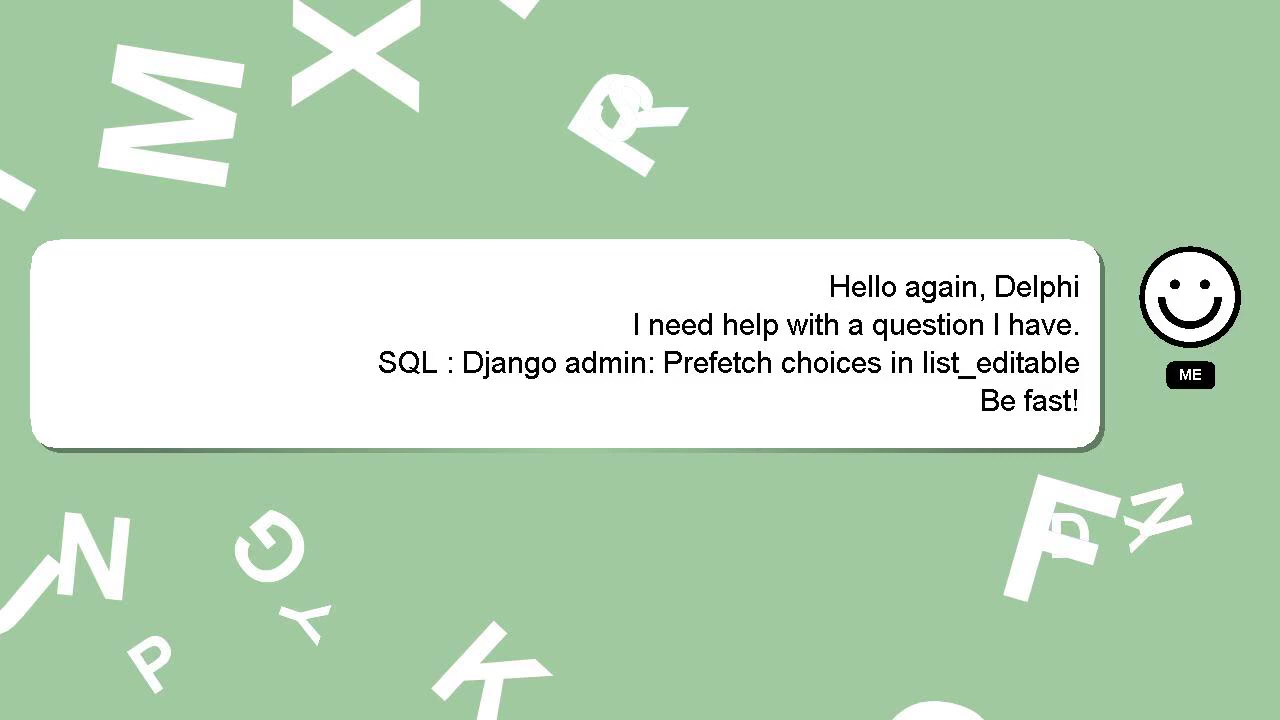 M
X
R
Hello again, Delphi
I need help with a question I have.
SQL : Django admin: Prefetch choices in list_editable
Be fast!
ME
N
G
Y
P
K
F
D
Y
N